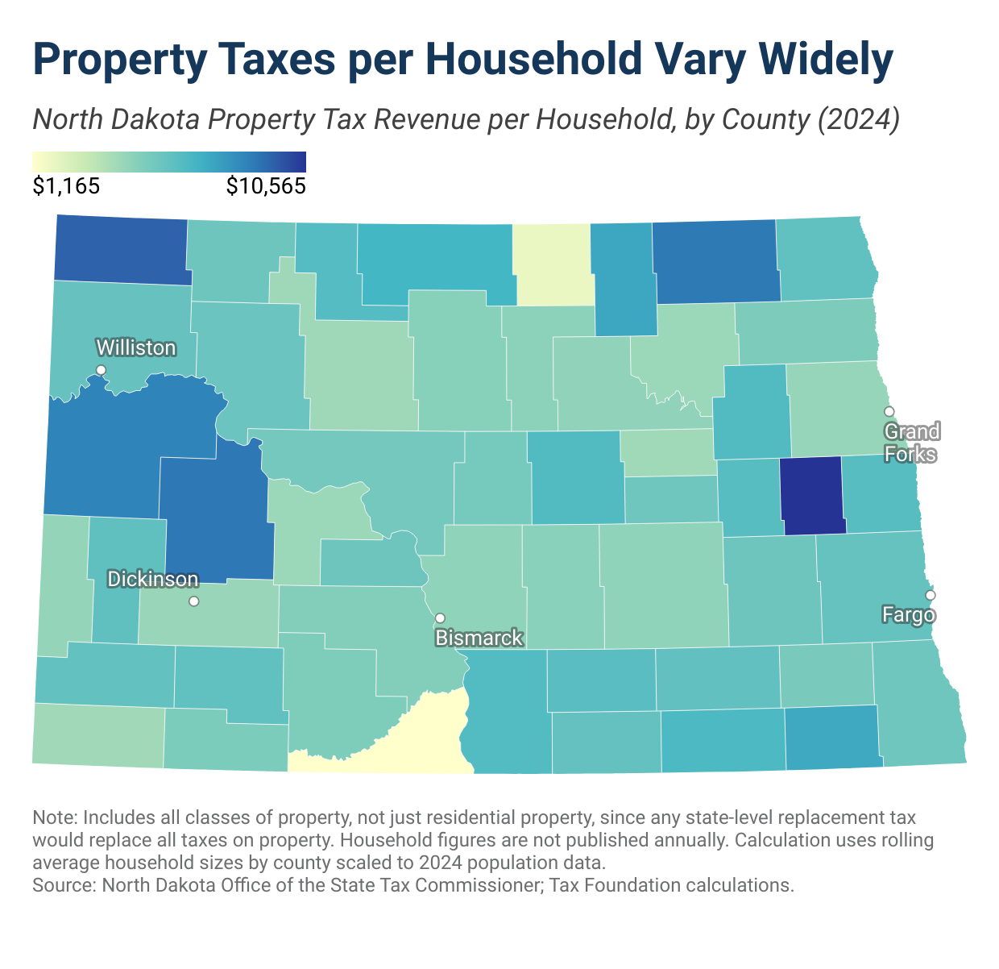 Property Taxes per Household Vary Widely
North Dakota Property Tax Revenue per Household, by County (2024)
$1,165 $10,565
Williston
Grand
Forks
Dickinson
Fargo
Bismarck
Note: Includes all classes of property, not just residential property, since any state-level replacement tax
would replace all taxes on property. Household figures are not published annually. Calculation uses rolling
average household sizes by county scaled to 2024 population data.
Source: North Dakota Office of the State Tax Commissioner; Tax Foundation calculations.